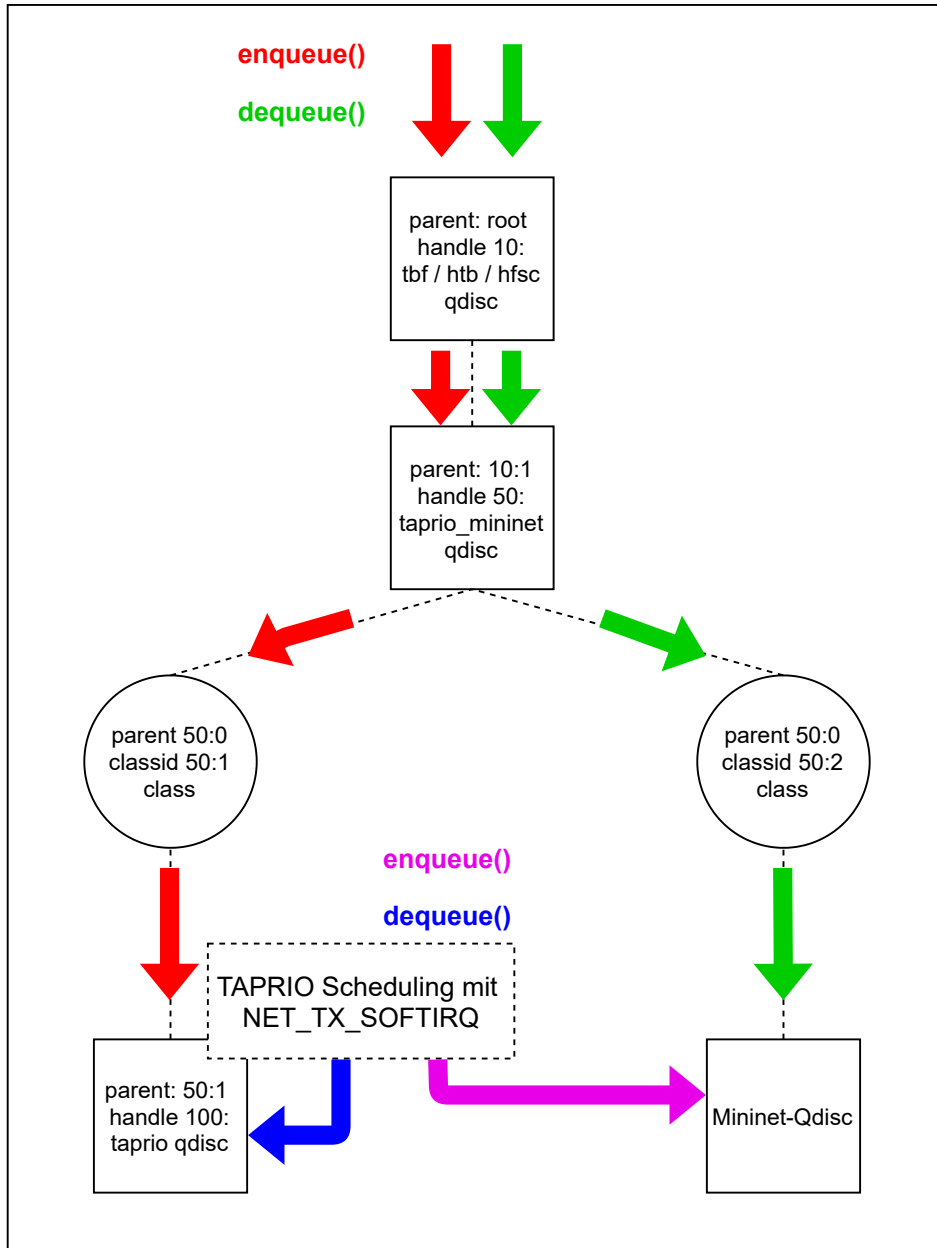 enqueue()
dequeue()
parent: root
handle 10:
tbf / htb / hfsc
qdisc
parent: 10:1
handle 50:
taprio_mininet
qdisc
parent 50:0
classid 50:1
class
parent 50:0
classid 50:2
class
enqueue()
dequeue()
TAPRIO Scheduling mit
NET_TX_SOFTIRQ
parent: 50:1
handle 100:
taprio qdisc
Mininet-Qdisc